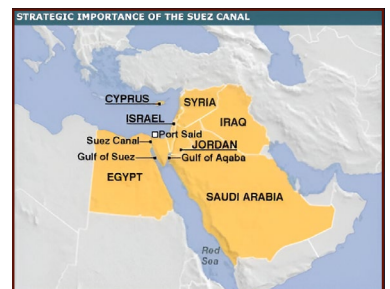 STRATEGIC IMPORTANCE OF THE SUEZ CANAL
CYPRUS
SYRIA
ISRAEL
IRAQ
Port Said
Suez Canal
JORDAN
Gulf of Suez
Gulf of Aqaba
EGYPT
SAUDI ARABIA
Red
Sea